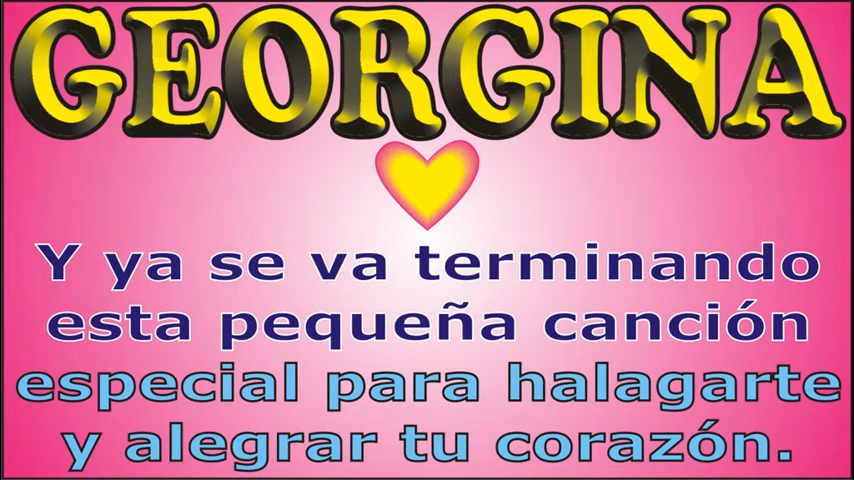 GEORGINA
Y ya se va terminando
esta pequeña canción
especial para halagarte
y alegrar tu corazón.